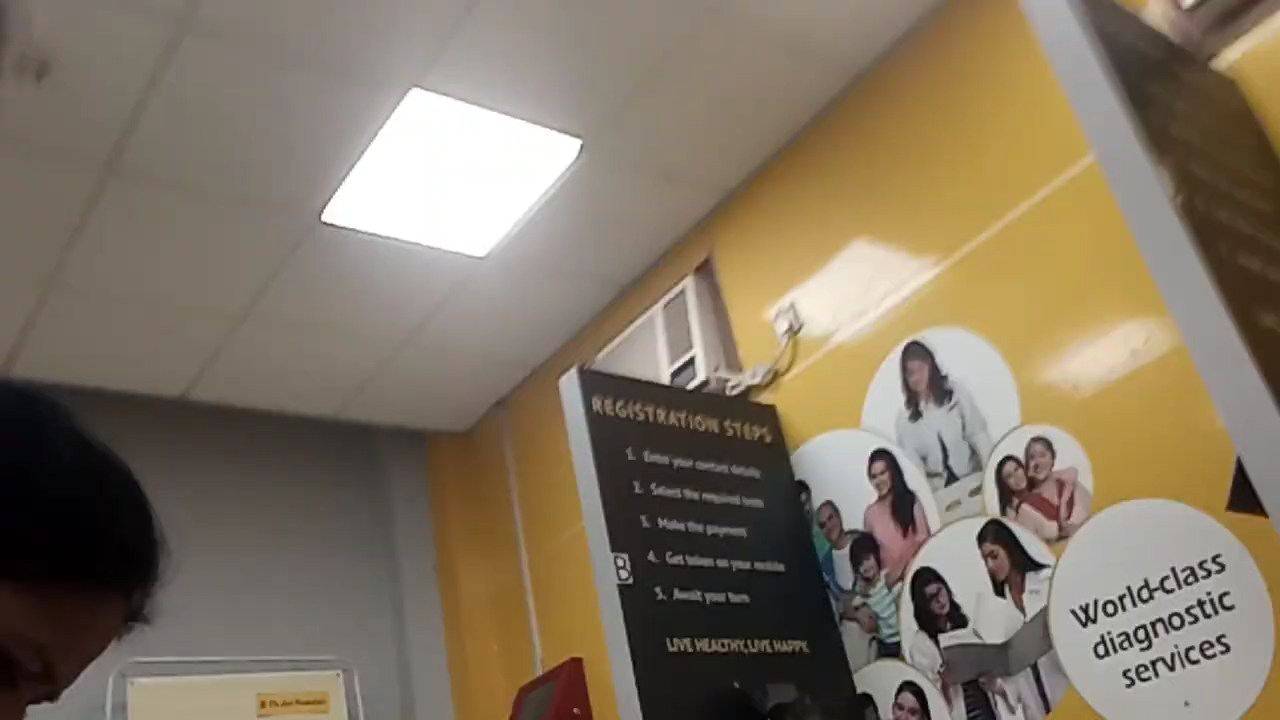 REGISTRATION STEPS
1. Enter your contact details
2. Select the required tests
3. Make the payment
4. Get token on your mobile
5. Await your turn
LIVE HEALTHY, LIVE HAPPY.
B
World-class
diagnostic
services